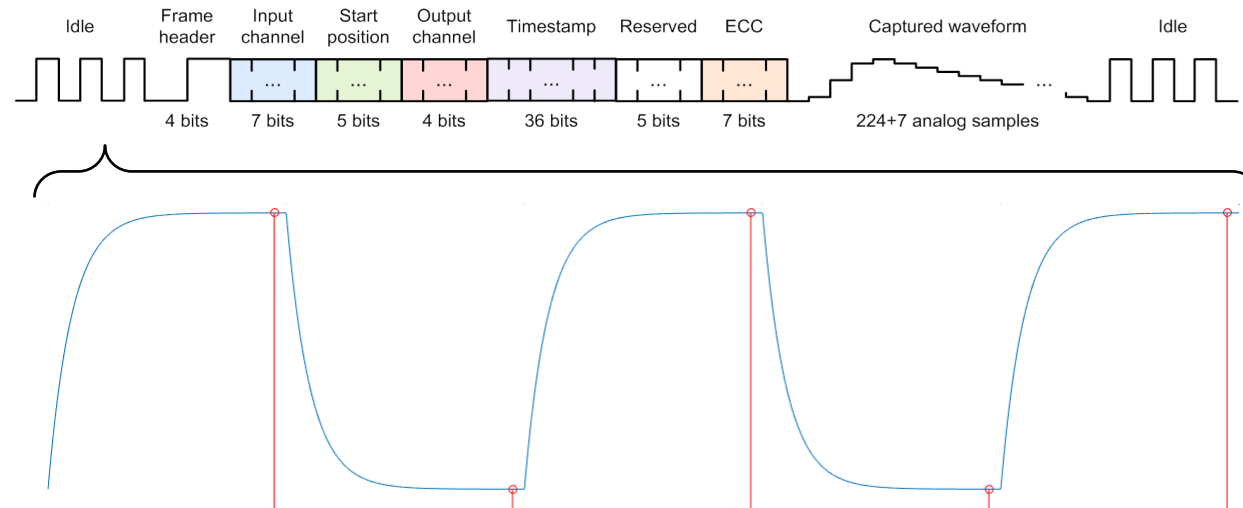 Idle
Frame
header
Input
channel
Start
position
Output
channel
Timestamp
Reserved
ECC
Captured waveform
Idle
...
...
...
...
...
...
...
4 bits
7 bits
5 bits
4 bits
36 bits
5 bits
7 bits
224+7 analog samples